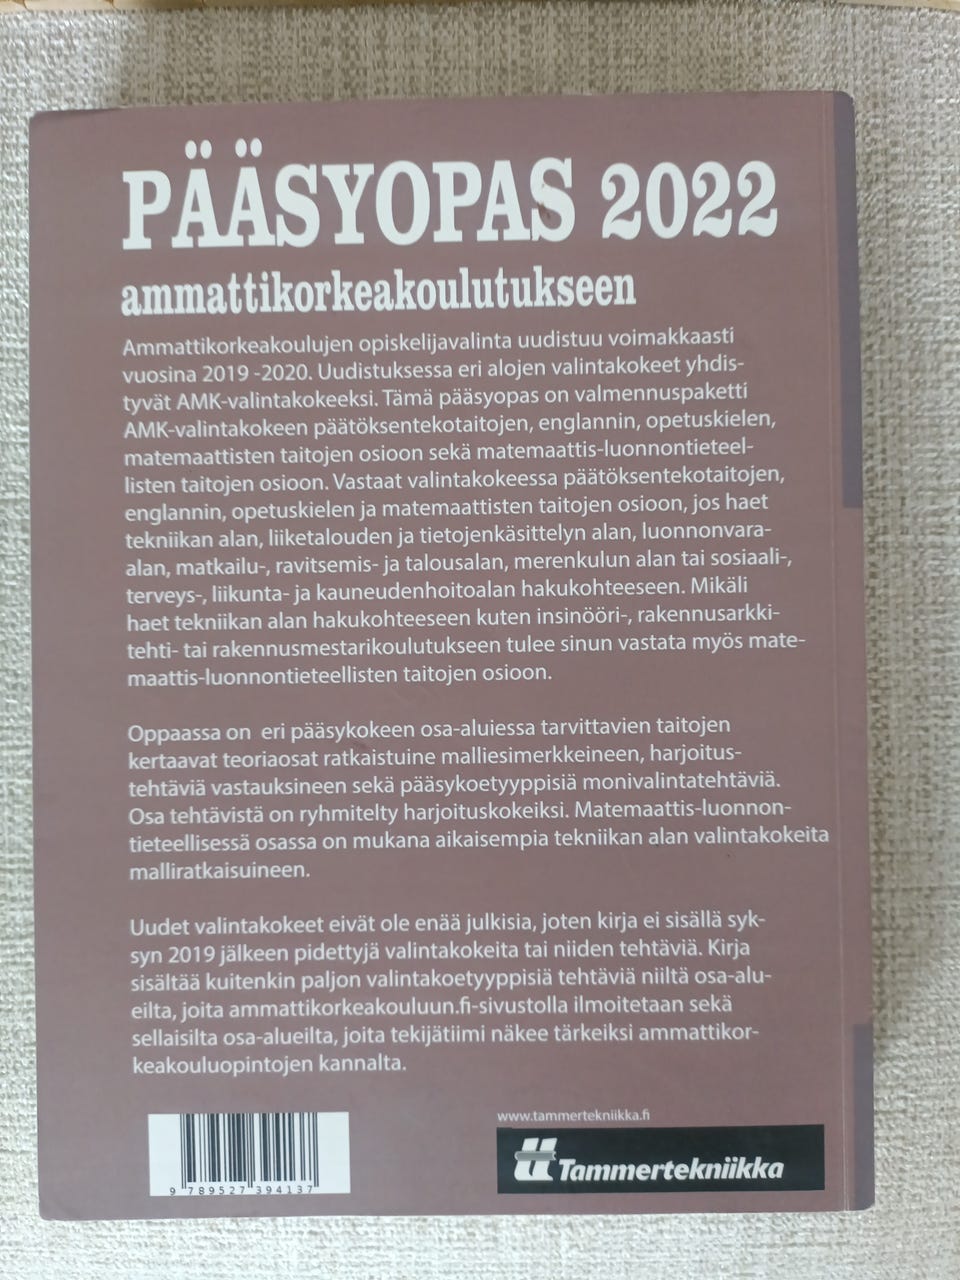 PÄÄSYOPAS 2022
ammattikorkeakoulutukseen
Ammattikorkeakoulujen opiskelijavalinta uudistuu voimakkaasti
vuosina 2019 -2020. Uudistuksessa eri alojen valintakokeet yhdis-
tyvät AMK-valintakokeeksi. Tämä pääsyopas on valmennuspaketti
AMK-valintakokeen päätöksentekotaitojen, englannin, opetuskielen,
matemaattisten taitojen osioon sekä matemaattis-luonnontieteel-
listen taitojen osioon. Vastaat valintakokeessa päätöksentekotaitojen,
englannin, opetuskielen ja matemaattisten taitojen osioon, jos haet
tekniikan alan, liiketalouden ja tietojenkäsittelyn alan, luonnonvara-
alan, matkailu-, ravitsemis- ja talousalan, merenkulun alan tai sosiaali-,
terveys-, liikunta- ja kauneudenhoitoalan hakukohteeseen. Mikäli
haet tekniikan alan hakukohteeseen kuten insinööri-, rakennusarkki-
tehti- tai rakennusmestarikoulutukseen tulee sinun vastata myös mate-
maattis-luonnontieteellisten taitojen osioon.
Oppaassa on eri pääsykokeen osa-aluiessa tarvittavien taitojen
kertaavat teoriaosat ratkaistuine malliesimerkkeineen, harjoitus-
tehtäviä vastauksineen sekä pääsykoetyyppisiä monivalintatehtäviä.
Osa tehtävistä on ryhmitelty harjoituskokeiksi. Matemaattis-luonnon-
tieteellisessä osassa on mukana aikaisempia tekniikan alan valintakokeita
malliratkaisuineen.
Uudet valintakokeet eivät ole enää julkisia, joten kirja ei sisällä syk-
syn 2019 jälkeen pidettyjä valintakokeita tai niiden tehtäviä. Kirja
sisältää kuitenkin paljon valintakoetyyppisiä tehtäviä niiltä osa-alu-
eilta, joita ammattikorkeakouluun.fi-sivustolla ilmoitetaan sekä
sellaisilta osa-alueilta, joita tekijätiimi näkee tärkeiksi ammattikor-
keakouluopintojen kannalta.
www.tammertekniikka.fi
Tammertekniikka
9 789527 394137